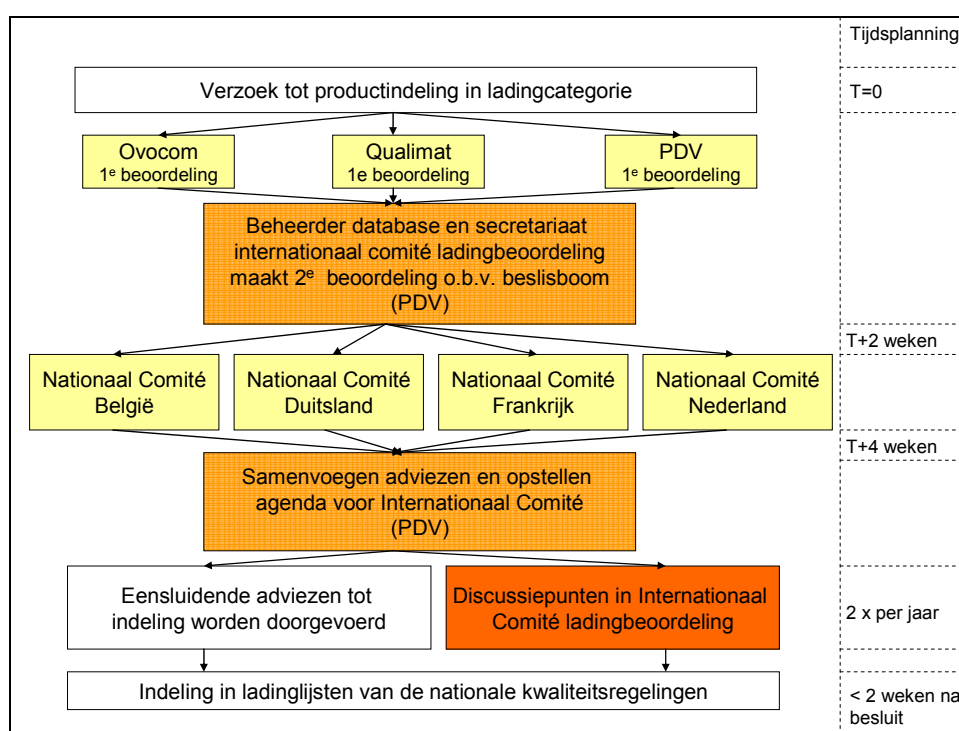 Tijdsplanning
Verzoek tot productindeling in ladingcategorie
T=0
Ovocom
1e beoordeling
Qualimat
1e beoordeling
PDV
1e beoordeling
Beheerder database en secretariaat
internationaal comité ladingbeoordeling
maakt 2e beoordeling o.b.v. beslisboom
(PDV)
T+2 weken
Nationaal Comité
België
Nationaal Comité
Duitsland
Nationaal Comité
Frankrijk
Nationaal Comité
Nederland
T+4 weken
Samenvoegen adviezen en opstellen
agenda voor Internationaal Comité
(PDV)
Eensluidende adviezen tot
indeling worden doorgevoerd
Discussiepunten in Internationaal
Comité ladingbeoordeling
2 x per jaar
Indeling in ladinglijsten van de nationale kwaliteitsregelingen
< 2 weken na
besluit